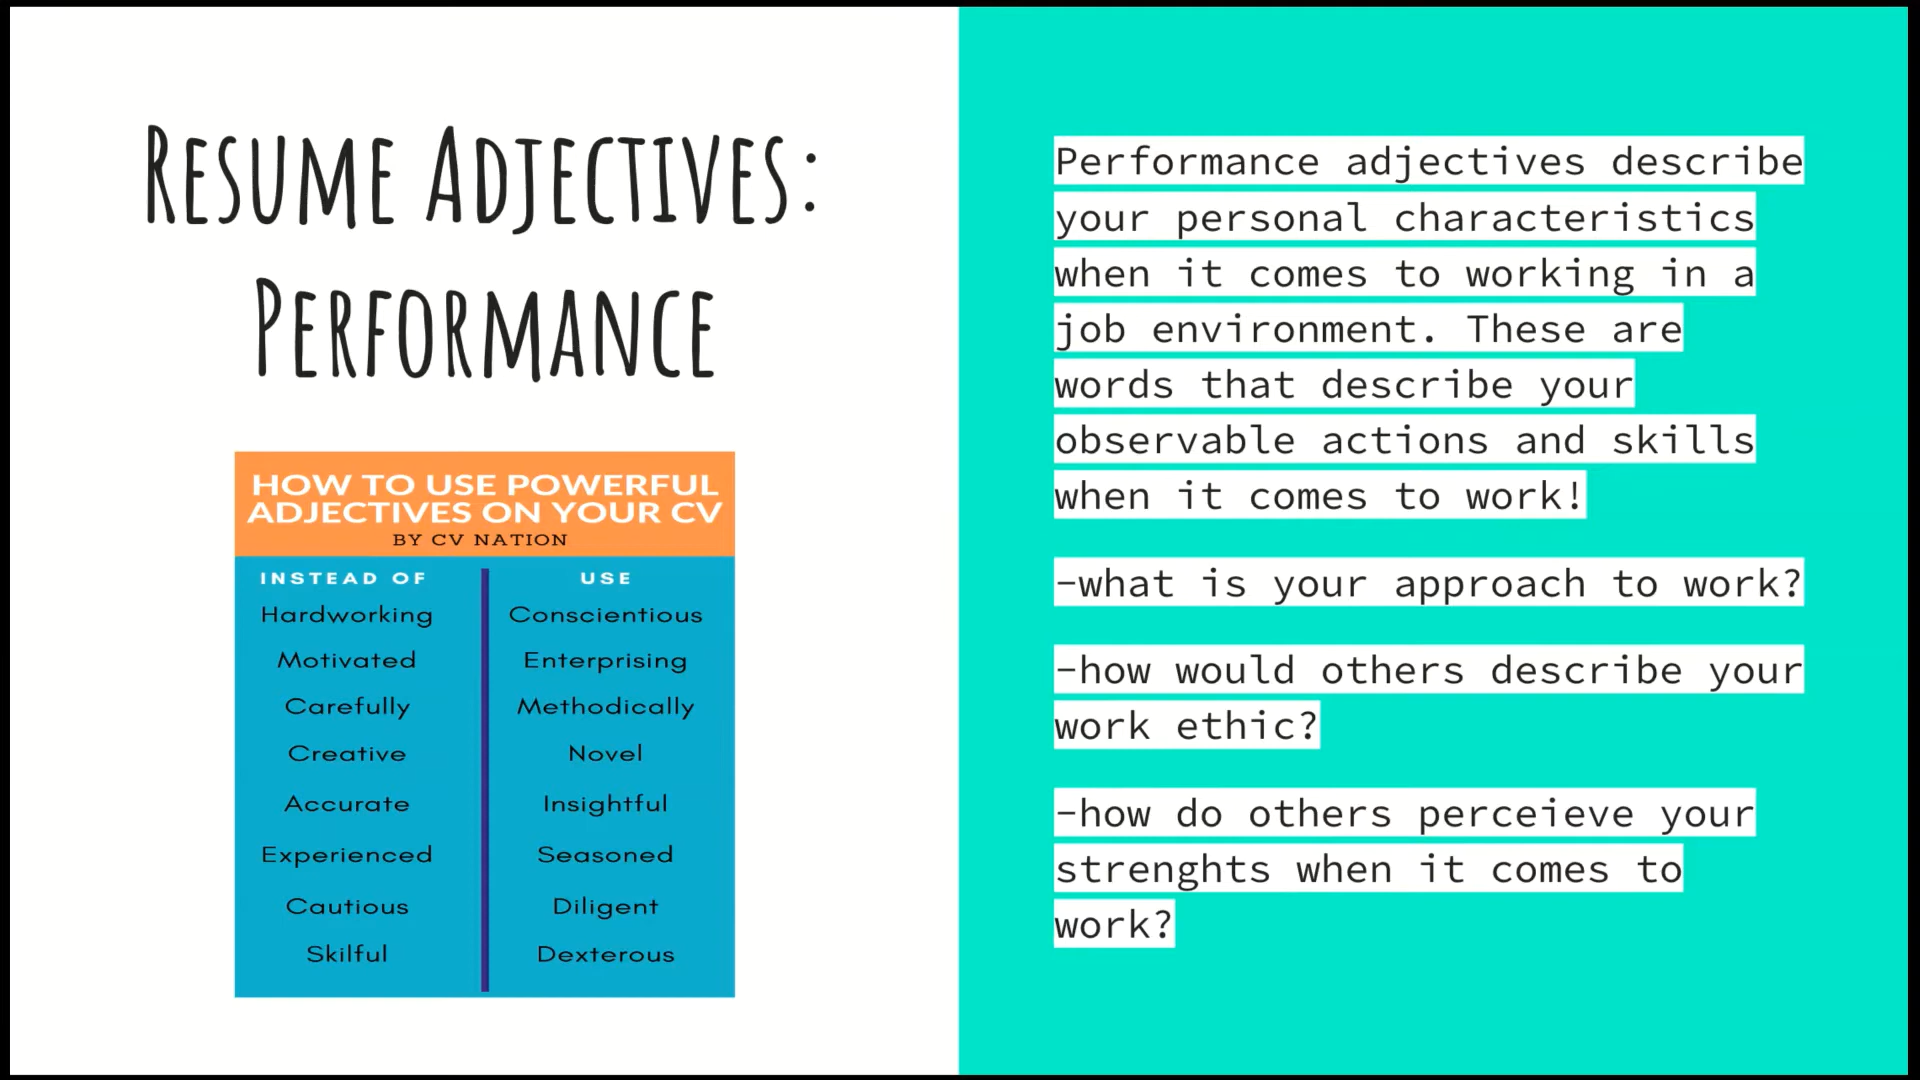 RESUME ADJECTIVES:
PERFORMANCE
HOW TO USE POWERFUL
ADJECTIVES ON YOUR CV
BY CV NATION
INSTEAD OF USE
Hardworking Conscientious
Motivated Enterprising
Carefully Methodically
Creative Novel
Accurate Insightful
Experienced Seasoned
Cautious Diligent
Skilful Dexterous
Performance adjectives describe
your personal characteristics
when it comes to working in a
job environment. These are
words that describe your
observable actions and skills
when it comes to work!
-what is your approach to work?
-how would others describe your
work ethic?
-how do others perceieve your
strenghts when it comes to
work?